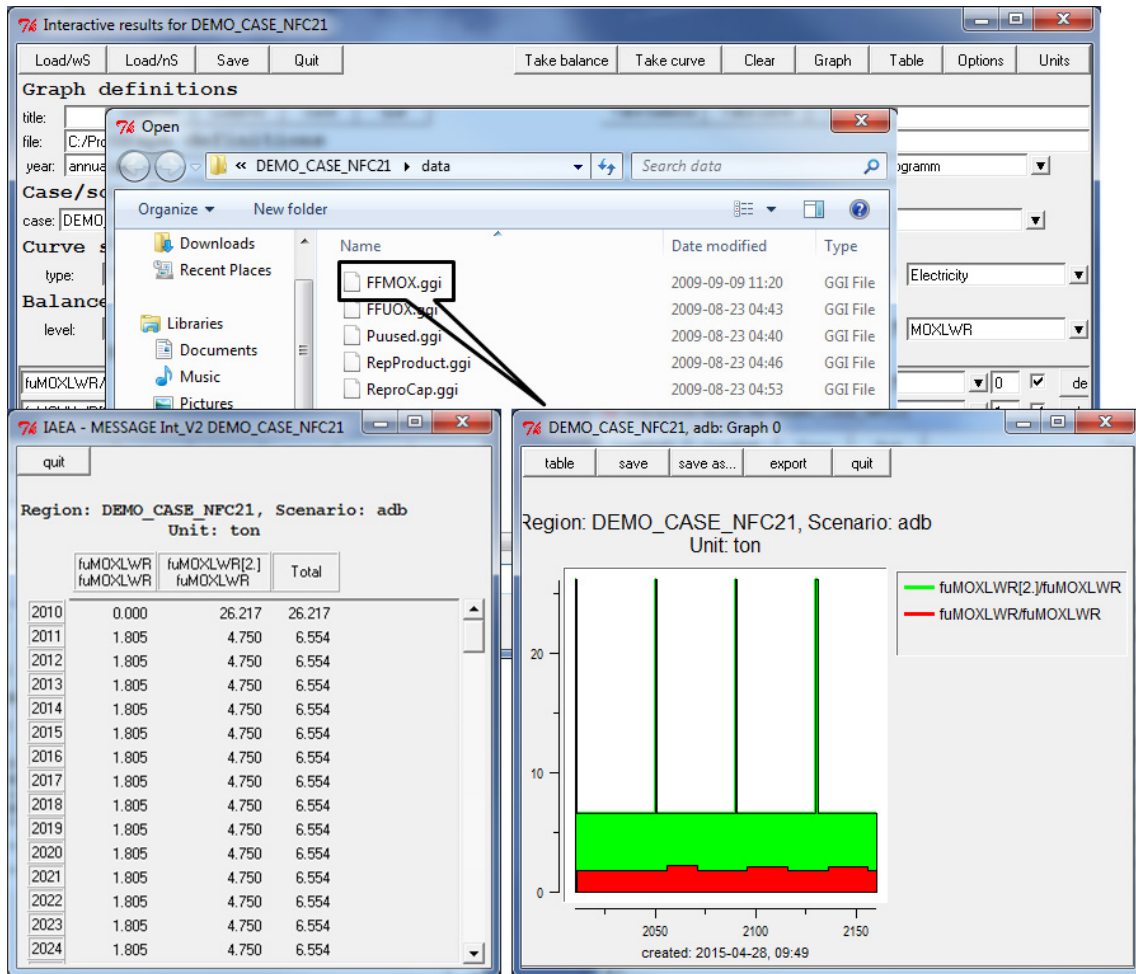 Interactive results for DEMO_CASE_NFC21
Load/wS Load/nS Save Quit Take balance Take curve Clear Graph Table Options Units
Graph definitions
title:
file: C:/Pro
year: annua ogramm
Case/sc
case: DEMO_
Curve s
type: Electricity
Balance
level: MOXLWR
fuMOXLWR/ 0 de
Open
« DEMO_CASE_NFC21 ▸ data Search data
Organize New folder
Downloads
Recent Places
Libraries
Documents
Music
Pictures
Name Date modified Type
FFMOX.ggi 2009-09-09 11:20 GGI File
FFUOX.ggi 2009-08-23 04:43 GGI File
Puused.ggi 2009-08-23 04:40 GGI File
RepProduct.ggi 2009-08-23 04:46 GGI File
ReproCap.ggi 2009-08-23 04:53 GGI File
IAEA - MESSAGE Int_V2 DEMO_CASE_NFC21
quit
Region: DEMO_CASE_NFC21, Scenario: adb
Unit: ton
fuMOXLWR fuMOXLWR[2.] Total
fuMOXLWR fuMOXLWR
2010 0.000 26.217 26.217
2011 1.805 4.750 6.554
2012 1.805 4.750 6.554
2013 1.805 4.750 6.554
2014 1.805 4.750 6.554
2015 1.805 4.750 6.554
2016 1.805 4.750 6.554
2017 1.805 4.750 6.554
2018 1.805 4.750 6.554
2019 1.805 4.750 6.554
2020 1.805 4.750 6.554
2021 1.805 4.750 6.554
2022 1.805 4.750 6.554
2023 1.805 4.750 6.554
2024 1.805 4.750 6.554
DEMO_CASE_NFC21, adb: Graph 0
table save save as... export quit
Region: DEMO_CASE_NFC21, Scenario: adb
Unit: ton
fuMOXLWR[2.]/fuMOXLWR
fuMOXLWR/fuMOXLWR
20
10
0
2050 2100 2150
created: 2015-04-28, 09:49